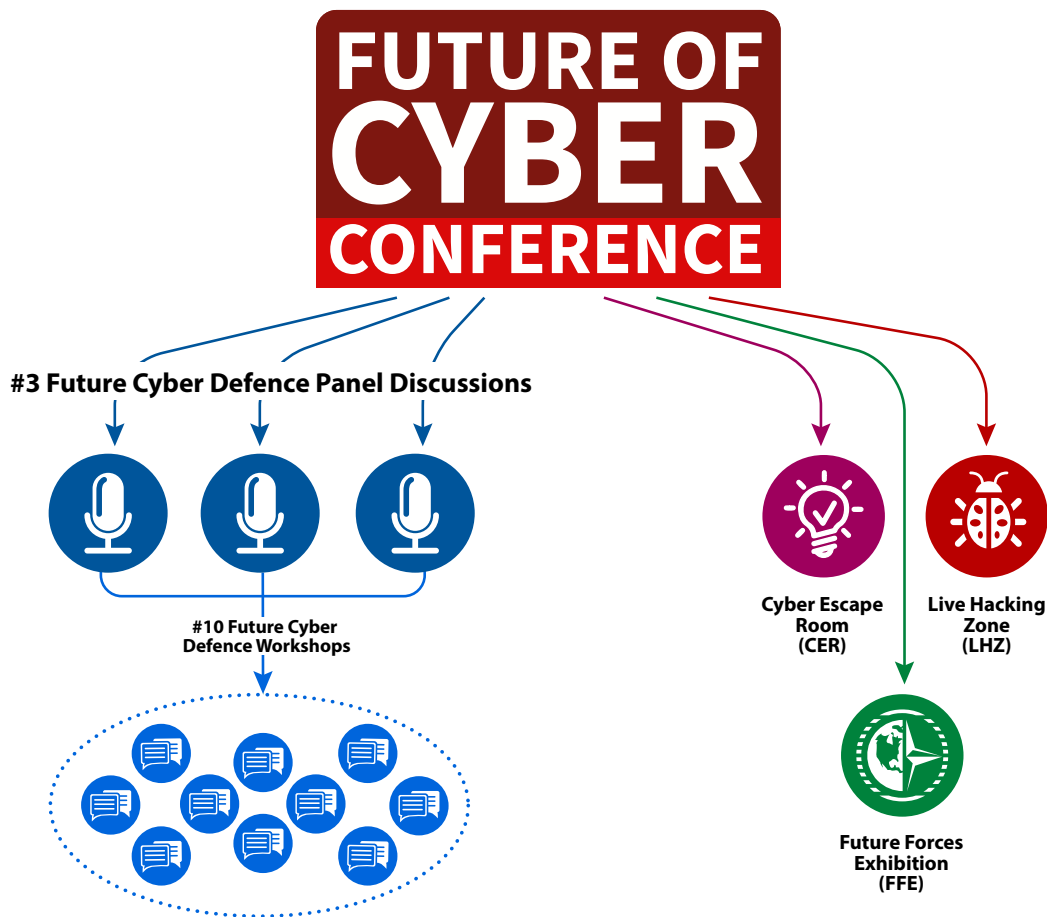 FUTURE OF
CYBER
CONFERENCE
#3 Future Cyber Defence Panel Discussions
#10 Future Cyber
Defence Workshops
Cyber Escape
Room
(CER)
Live Hacking
Zone
(LHZ)
Future Forces
Exhibition
(FFE)